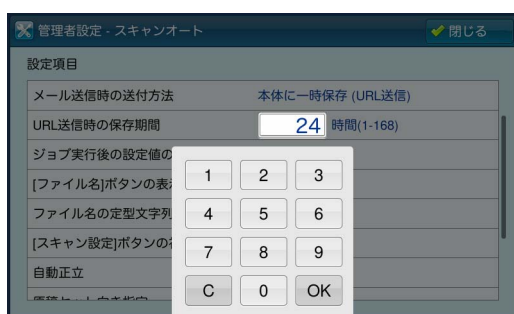 管理者設定 - スキャンオート
閉じる
設定項目
メール送信時の送付方法 本体に一時保存 (URL送信)
URL送信時の保存期間 24 時間(1-168)
ジョブ実行後の設定値の
[ファイル名]ボタンの表
1 2 3
ファイル名の定型文字列
4 5 6
[スキャン設定]ボタンの
7 8 9
自動正立
C 0 OK